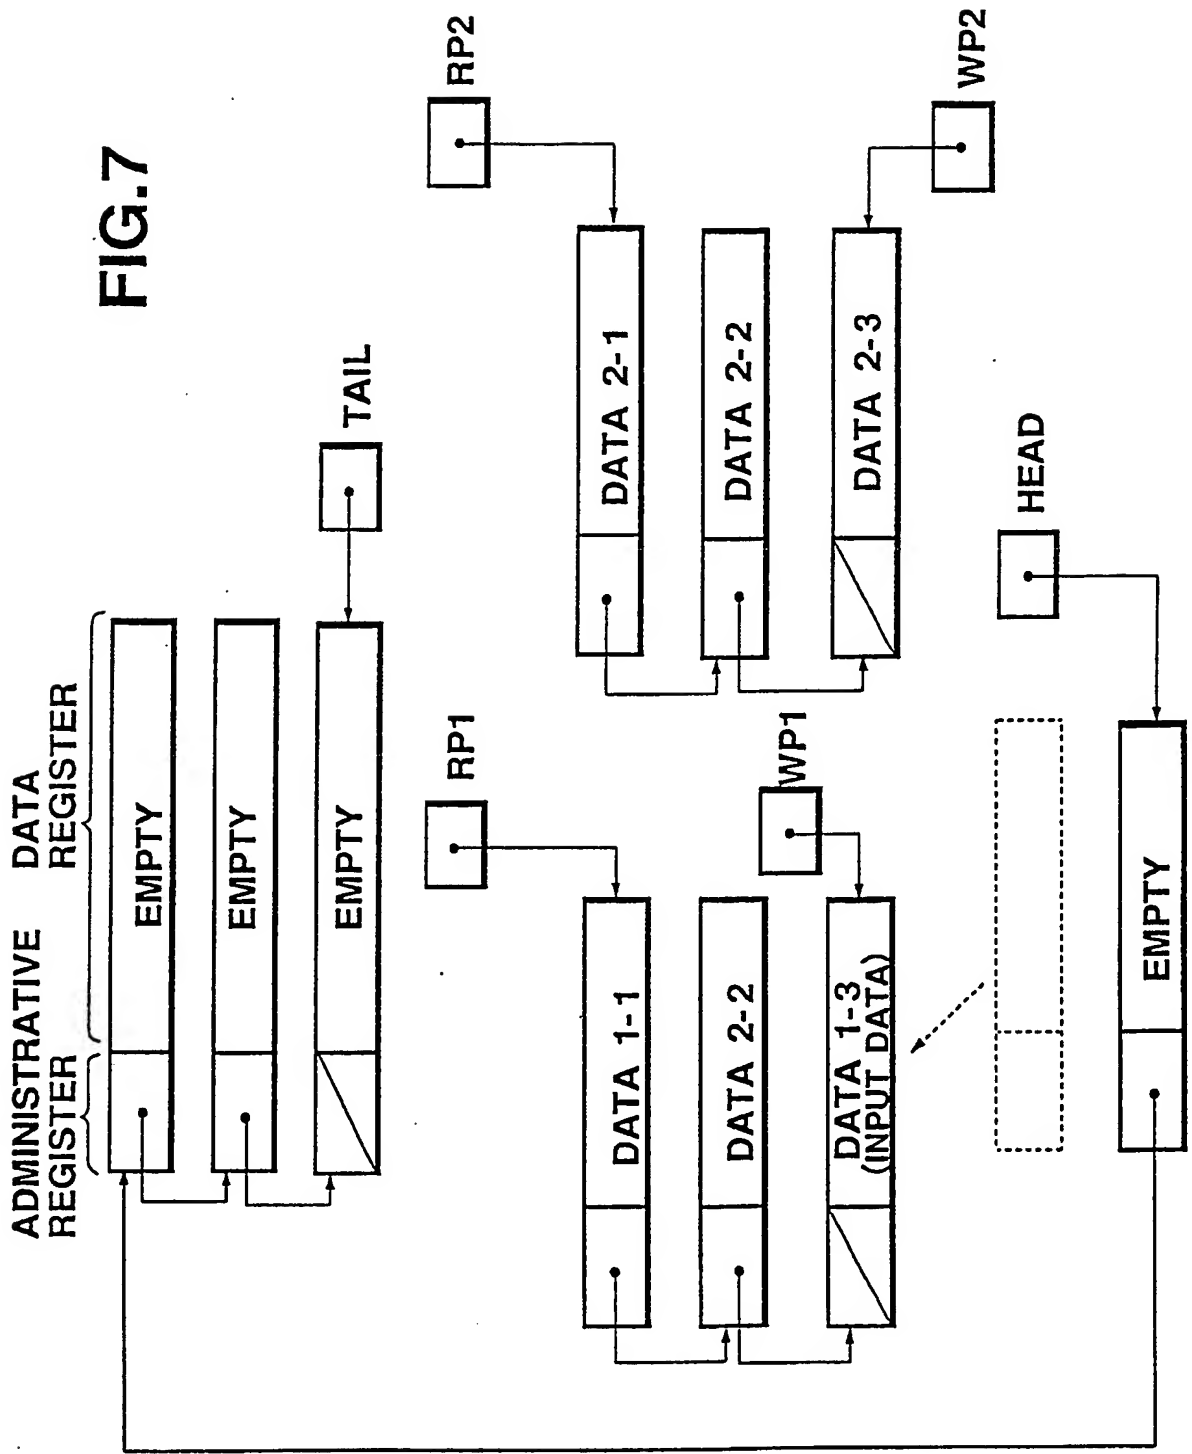 FIG.7
ADMINISTRATIVE
REGISTER
DATA
REGISTER
EMPTY
EMPTY
EMPTY
TAIL
RP1
DATA 1-1
DATA 2-2
WP1
DATA 1-3
(INPUT DATA)
RP2
DATA 2-1
DATA 2-2
DATA 2-3
WP2
HEAD
EMPTY